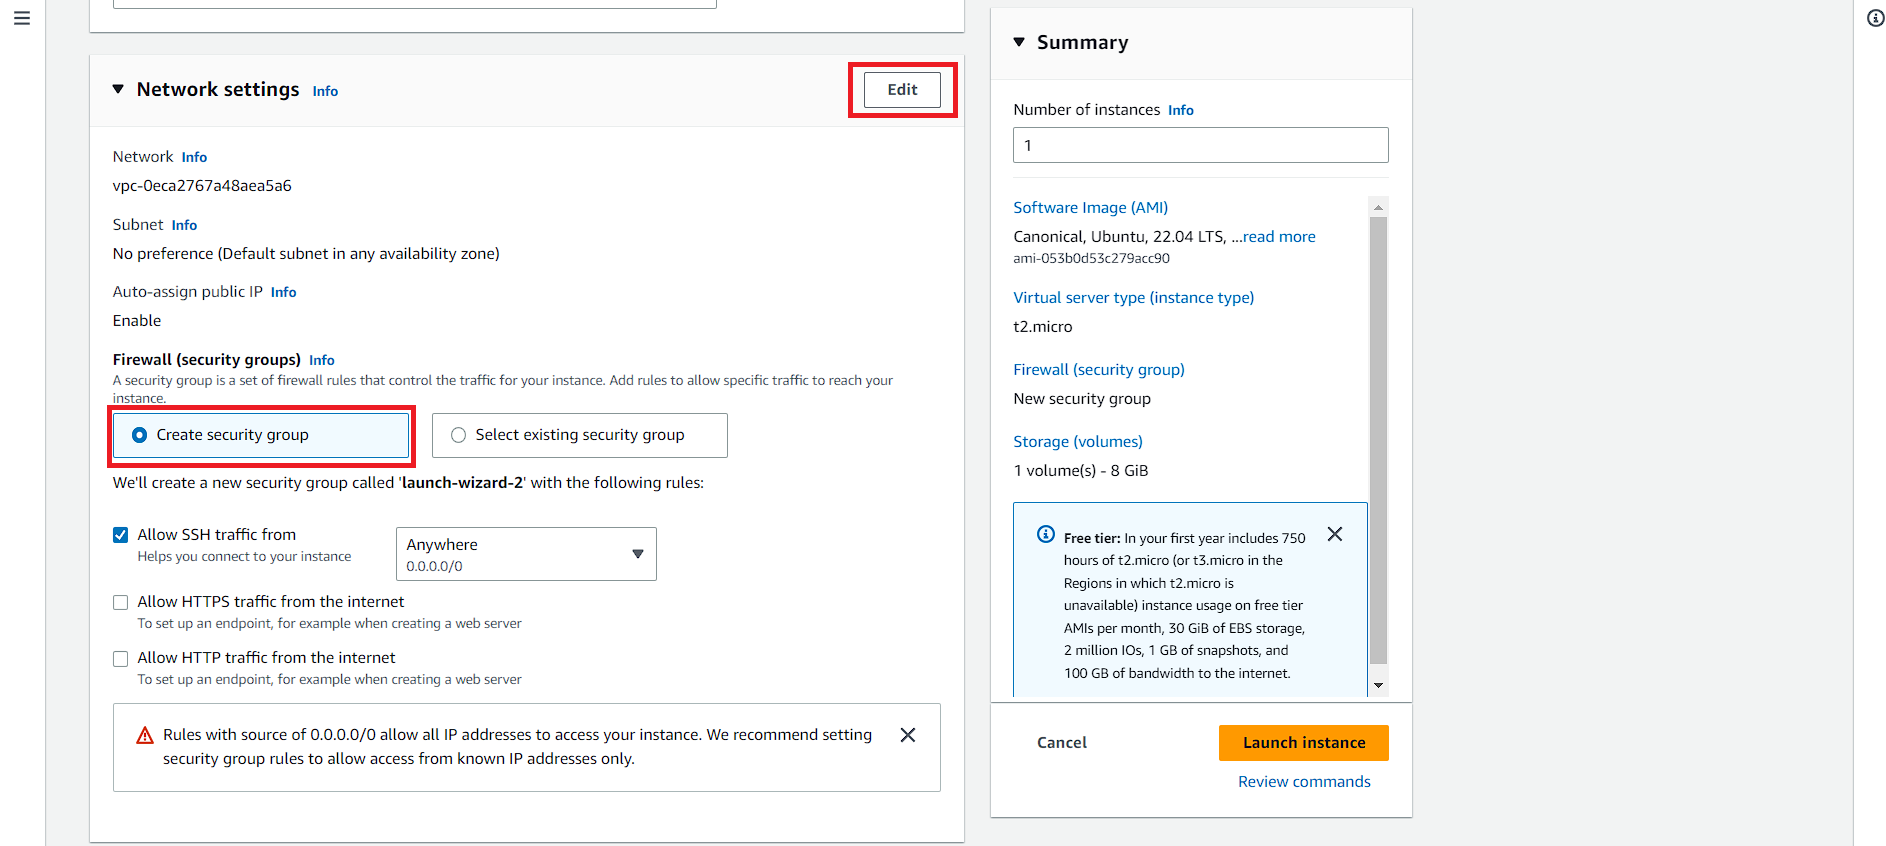 Network settings Info
Edit
Network Info
vpc-0eca2767a48aea5a6
Subnet Info
No preference (Default subnet in any availability zone)
Auto-assign public IP Info
Enable
Firewall (security groups) Info
A security group is a set of firewall rules that control the traffic for your instance. Add rules to allow specific traffic to reach your
instance.
Create security group
Select existing security group
We'll create a new security group called 'launch-wizard-2' with the following rules:
Allow SSH traffic from
Helps you connect to your instance
Anywhere
0.0.0.0/0
Allow HTTPS traffic from the internet
To set up an endpoint, for example when creating a web server
Allow HTTP traffic from the internet
To set up an endpoint, for example when creating a web server
Rules with source of 0.0.0.0/0 allow all IP addresses to access your instance. We recommend setting
security group rules to allow access from known IP addresses only.
Summary
Number of instances Info
1
Software Image (AMI)
Canonical, Ubuntu, 22.04 LTS, ...read more
ami-053b0d53c279acc90
Virtual server type (instance type)
t2.micro
Firewall (security group)
New security group
Storage (volumes)
1 volume(s) - 8 GiB
Free tier: In your first year includes 750
hours of t2.micro (or t3.micro in the
Regions in which t2.micro is
unavailable) instance usage on free tier
AMIs per month, 30 GiB of EBS storage,
2 million IOs, 1 GB of snapshots, and
100 GB of bandwidth to the internet.
Cancel
Launch instance
Review commands